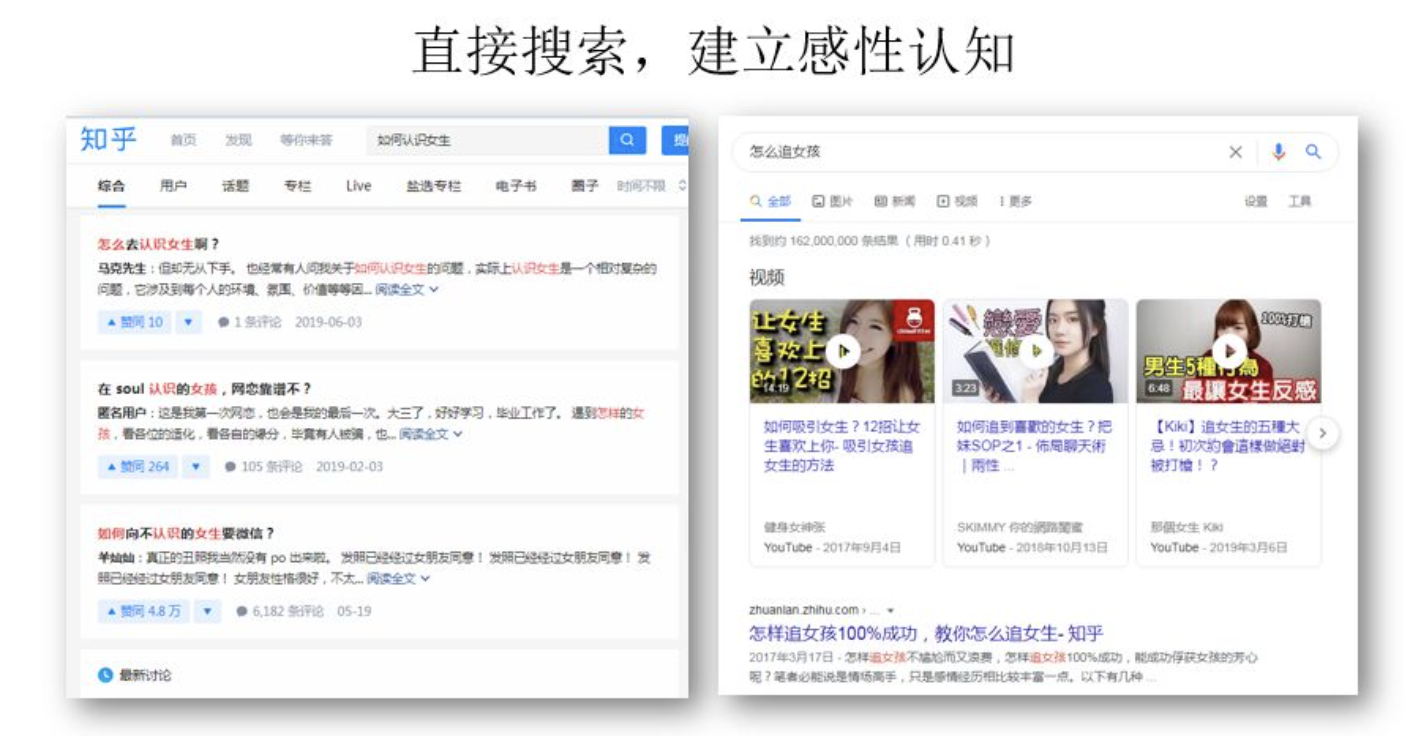 直接搜索，建立感性认知
知乎 首页 发现 等你来答 如何认识女生
综合 用户 话题 专栏 Live 盐选专栏 电子书 圈子 时间不限
怎么去认识女生啊？
马克先生：但却无从下手。 也经常有人问我关于如何认识女生的问题，实际上认识女生是一个相对复杂的
问题，它涉及到每个人的环境、氛围、价值等等因... 阅读全文
赞同 10 1 条评论 2019-06-03
在 soul 认识的女孩，网恋靠谱不？
匿名用户：这是我第一次网恋，也会是我的最后一次。大三了，好好学习，毕业工作了。 遇到怎样的女
孩，看各位的造化，看各自的缘分，毕竟有人被骗，也... 阅读全文
赞同 264 105 条评论 2019-02-03
如何向不认识的女生要微信？
羊灿灿：真正的丑照我当然没有 po 出来啦。 发照已经经过女朋友同意！ 发照已经经过女朋友同意！ 发
照已经经过女朋友同意！ 女朋友性格很好，不太... 阅读全文
赞同 4.8 万 6,182 条评论 05-19
最新讨论
怎么追女孩
全部 图片 新闻 视频 更多 设置 工具
找到约 162,000,000 条结果 （用时 0.41 秒）
视频
让女生
喜欢上
的12招
14:19
戀愛
3:23
100%打槍
男生5種行為
最讓女生反感
6:48
如何吸引女生？12招让女
生喜欢上你- 吸引女孩追
女生的方法
健身女神张
YouTube - 2017年9月4日
如何追到喜歡的女生？把
妹SOP之1 - 佈局聊天術
｜兩性 ...
SKIMMY 你的網路閨蜜
YouTube - 2018年10月13日
【Kiki】追女生的五種大
忌！初次約會這樣做絕對
被打槍！？
那個女生 Kiki
YouTube - 2019年3月6日
zhuanlan.zhihu.com › ...
怎样追女孩100%成功，教你怎么追女生- 知乎
2017年3月17日 - 怎样追女孩不尴尬而又浪费，怎样追女孩100%成功，能成功俘获女孩的芳心
呢？笔者必能说是情场高手，只是感情经历相比较丰富一点。以下有几种 ...